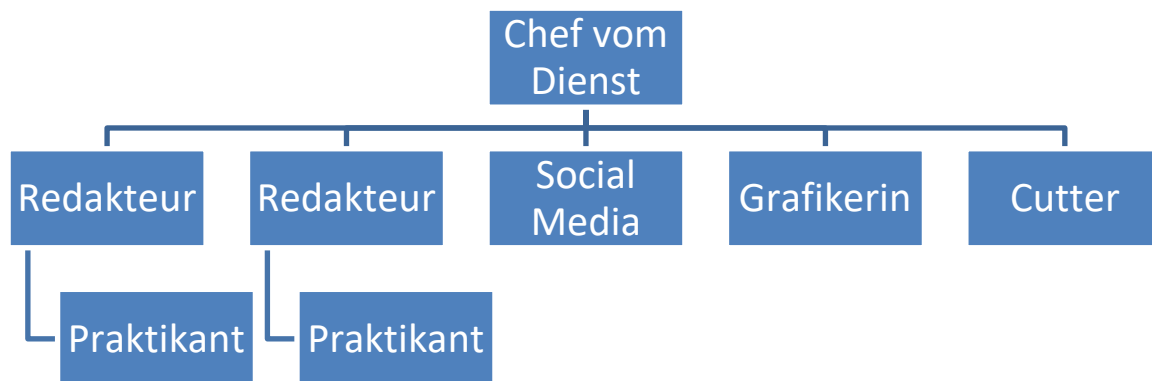 Chef vom
Dienst
Redakteur
Redakteur
Social
Media
Grafikerin
Cutter
Praktikant
Praktikant